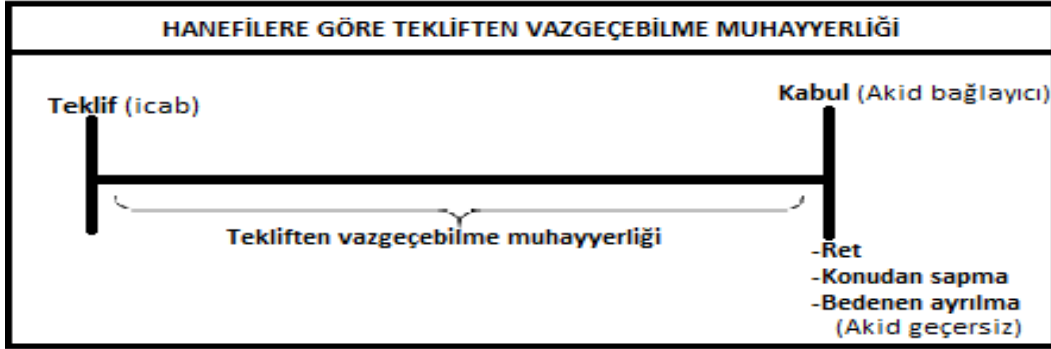 HANEFİLERE GÖRE TEKLİFTEN VAZGEÇEBİLME MUHAYYERLİĞİ
Teklif (icab)
Kabul (Akid bağlayıcı)
Tekliften vazgeçebilme muhayyerliği
-Ret
-Konudan sapma
-Bedenen ayrılma
(Akid geçersiz)